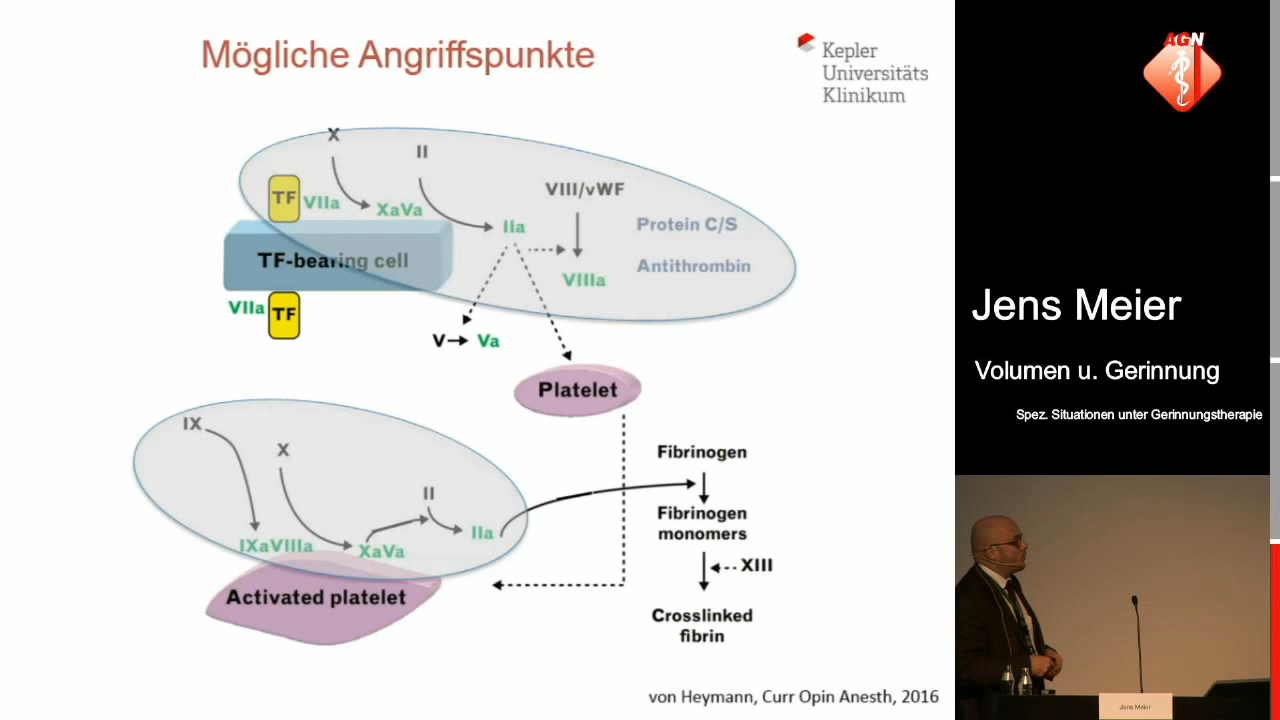 Mögliche Angriffspunkte
Kepler
Universitäts
Klinikum
X
II
VIII/vWF
TF
VIIa
XaVa
IIa
Protein C/S
TF-bearing cell
Antithrombin
VIIIa
VIIa
TF
V
Va
Platelet
IX
X
II
IXaVIIIa
XaVa
IIa
Activated platelet
Fibrinogen
Fibrinogen
monomers
XIII
Crosslinked
fibrin
von Heymann, Curr Opin Anesth, 2016
AGN
Jens Meier
Volumen u. Gerinnung
Spez. Situationen unter Gerinnungstherapie
Jens Meier